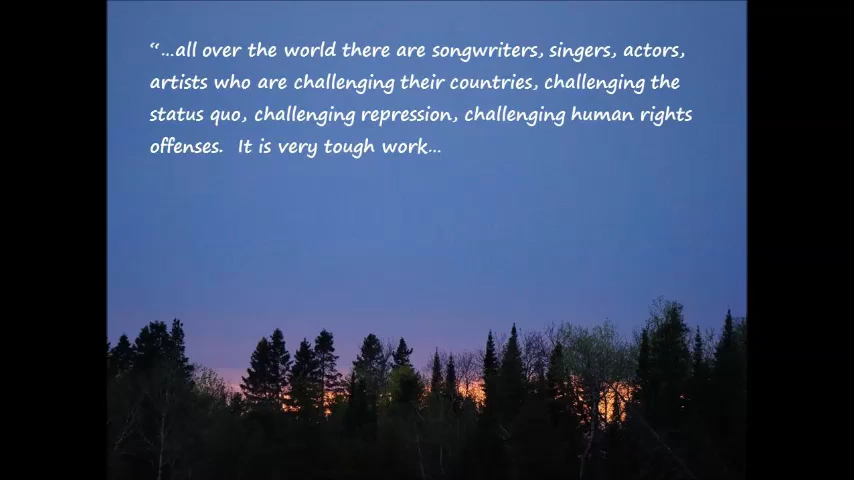 “...all over the world there are songwriters, singers, actors,
artists who are challenging their countries, challenging the
status quo, challenging repression, challenging human rights
offenses.  It is very tough work...